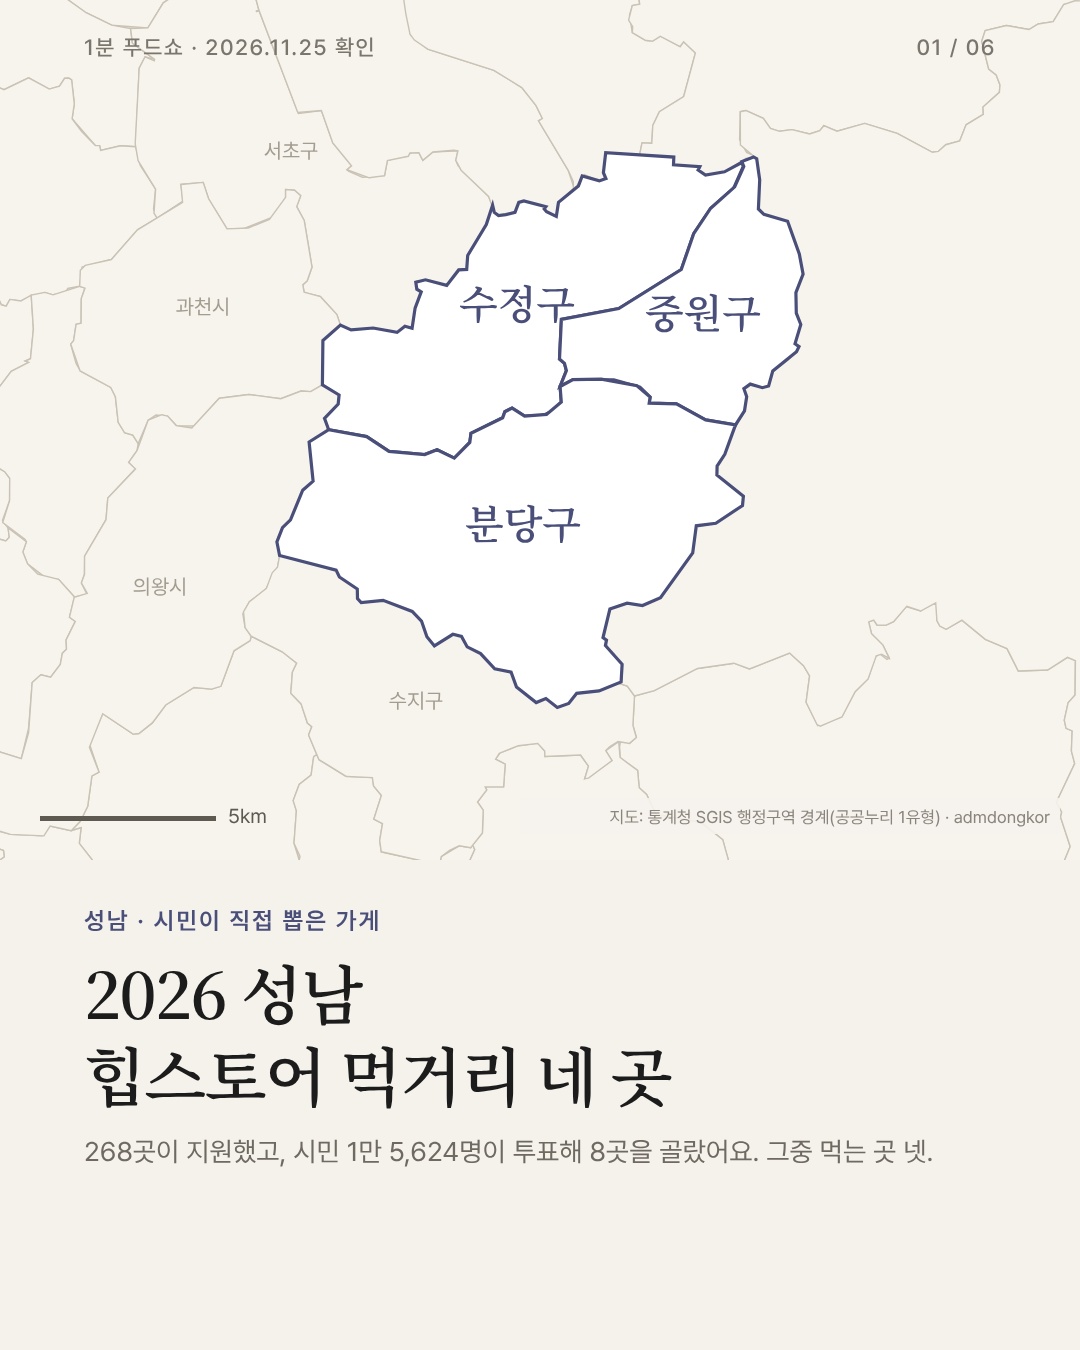 1분 푸드쇼 · 2026.11.25 확인
01 / 06
서초구
과천시
수정구
중원구
분당구
의왕시
수지구
5km
지도: 통계청 SGIS 행정구역 경계(공공누리 1유형) · admdongkor
성남 · 시민이 직접 뽑은 가게
2026 성남
힙스토어 먹거리 네 곳
268곳이 지원했고, 시민 1만 5,624명이 투표해 8곳을 골랐어요. 그중 먹는 곳 넷.